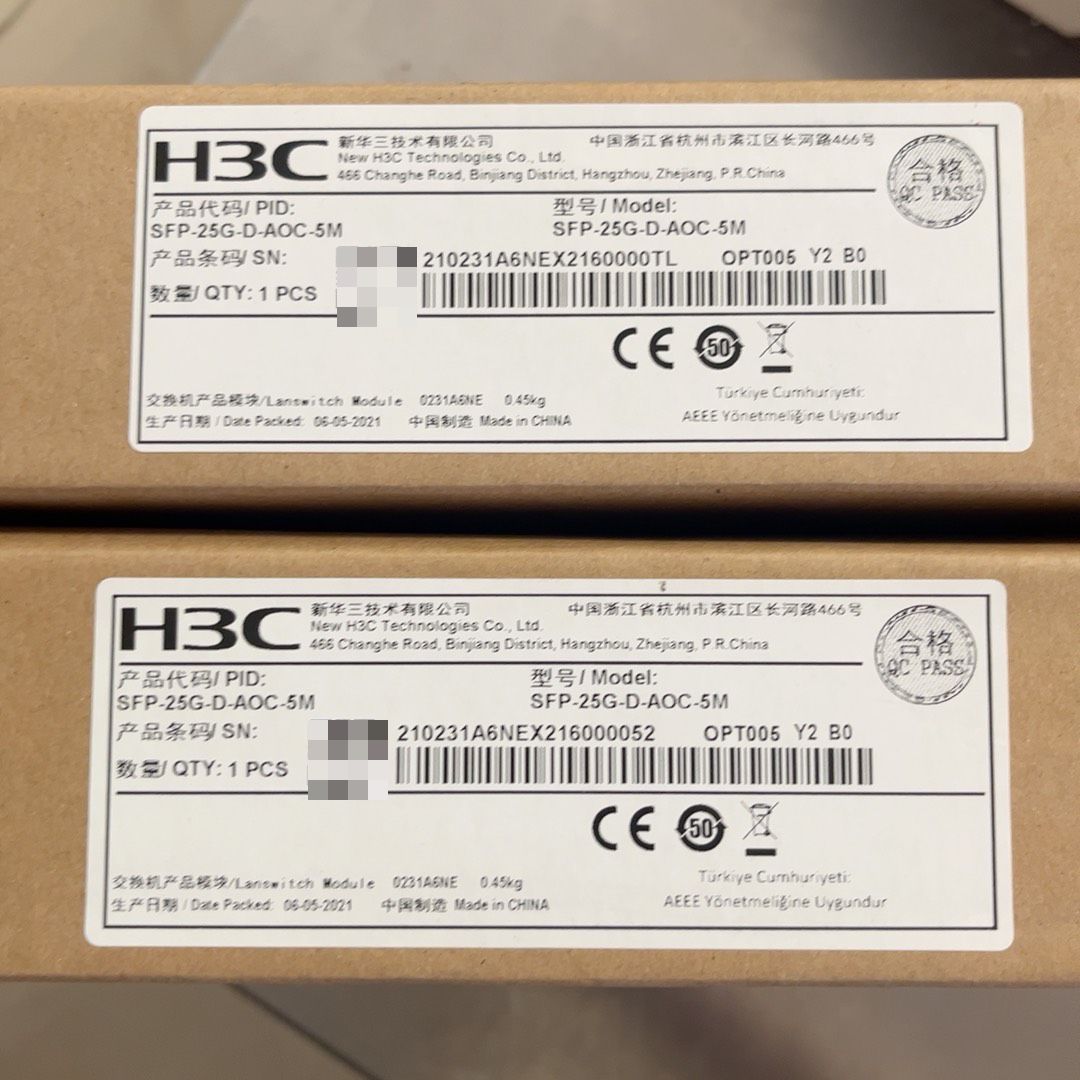 H3C
新华三技术有限公司 中国浙江省杭州市滨江区长河路466号
New H3C Technologies Co., Ltd.
466 Changhe Road, Binjiang District, Hangzhou, Zhejiang, P.R.China
合格
QC PASS
产品代码/ PID: 型号/ Model:
SFP-25G-D-AOC-5M SFP-25G-D-AOC-5M
产品条码/ SN: 210231A6NEX2160000TL OPT005 Y2 B0
数量/ QTY: 1 PCS
CE 50
交换机产品模块/Lanswitch Module 0231A6NE 0.45kg
Türkiye Cumhuriyeti:
生产日期 / Date Packed: 06-05-2021 中国制造 Made in CHINA
AEEE Yönetmeliğine Uygundur
H3C
新华三技术有限公司 中国浙江省杭州市滨江区长河路466号
New H3C Technologies Co., Ltd.
466 Changhe Road, Binjiang District, Hangzhou, Zhejiang, P.R.China
合格
QC PASS
产品代码/ PID: 型号/ Model:
SFP-25G-D-AOC-5M SFP-25G-D-AOC-5M
产品条码/ SN: 210231A6NEX216000052 OPT005 Y2 B0
数量/ QTY: 1 PCS
CE 50
交换机产品模块/Lanswitch Module 0231A6NE 0.45kg
Türkiye Cumhuriyeti:
生产日期 / Date Packed: 06-05-2021 中国制造 Made in CHINA
AEEE Yönetmeliğine Uygundur